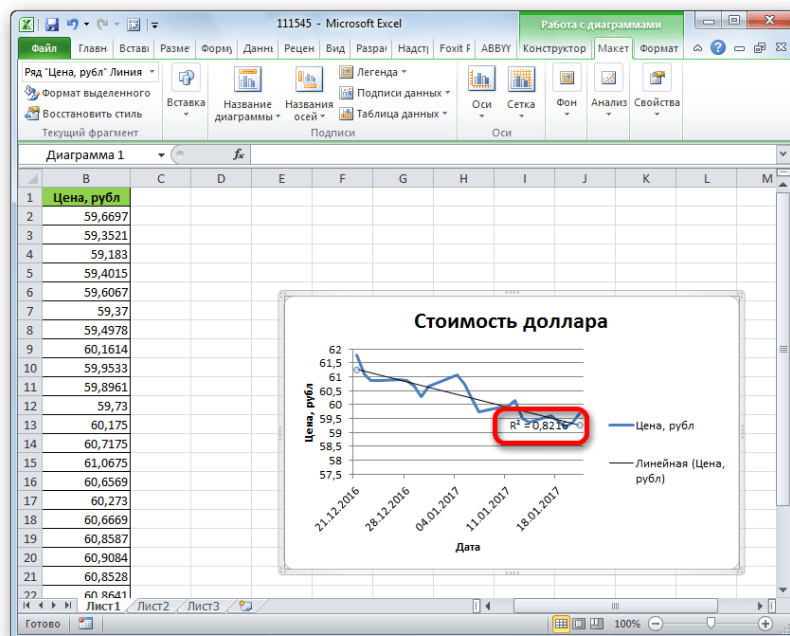 111545 - Microsoft Excel
Работа с диаграммами
Файл Главн Встави Разме Форму Данны Рецен Вид Разраб Надстр Foxit F ABBYY Конструктор Макет Формат
Ряд "Цена, рубл" Линия
Формат выделенного
Восстановить стиль
Текущий фрагмент
Вставка
Название диаграммы
Названия осей
Легенда
Подписи данных
Таблица данных
Подписи
Оси
Сетка
Оси
Фон
Анализ
Свойства
Диаграмма 1
fx
B C D E F G H I J K L M
1 Цена, рубл
2 59,6697
3 59,3521
4 59,183
5 59,4015
6 59,6067
7 59,37
8 59,4978
9 60,1614
10 59,9533
11 59,8961
12 59,73
13 60,175
14 60,7175
15 61,0675
16 60,6569
17 60,273
18 60,6669
19 60,8587
20 60,9084
21 60,8528
22 60,8641
Стоимость доллара
Цена, рубл
62
61,5
61
60,5
60
59,5
59
58,5
58
57,5
R² = 0,8216
21.12.2016
28.12.2016
04.01.2017
11.01.2017
18.01.2017
Дата
Цена, рубл
Линейная (Цена,
рубл)
Лист1 Лист2 Лист3
Готово
100%